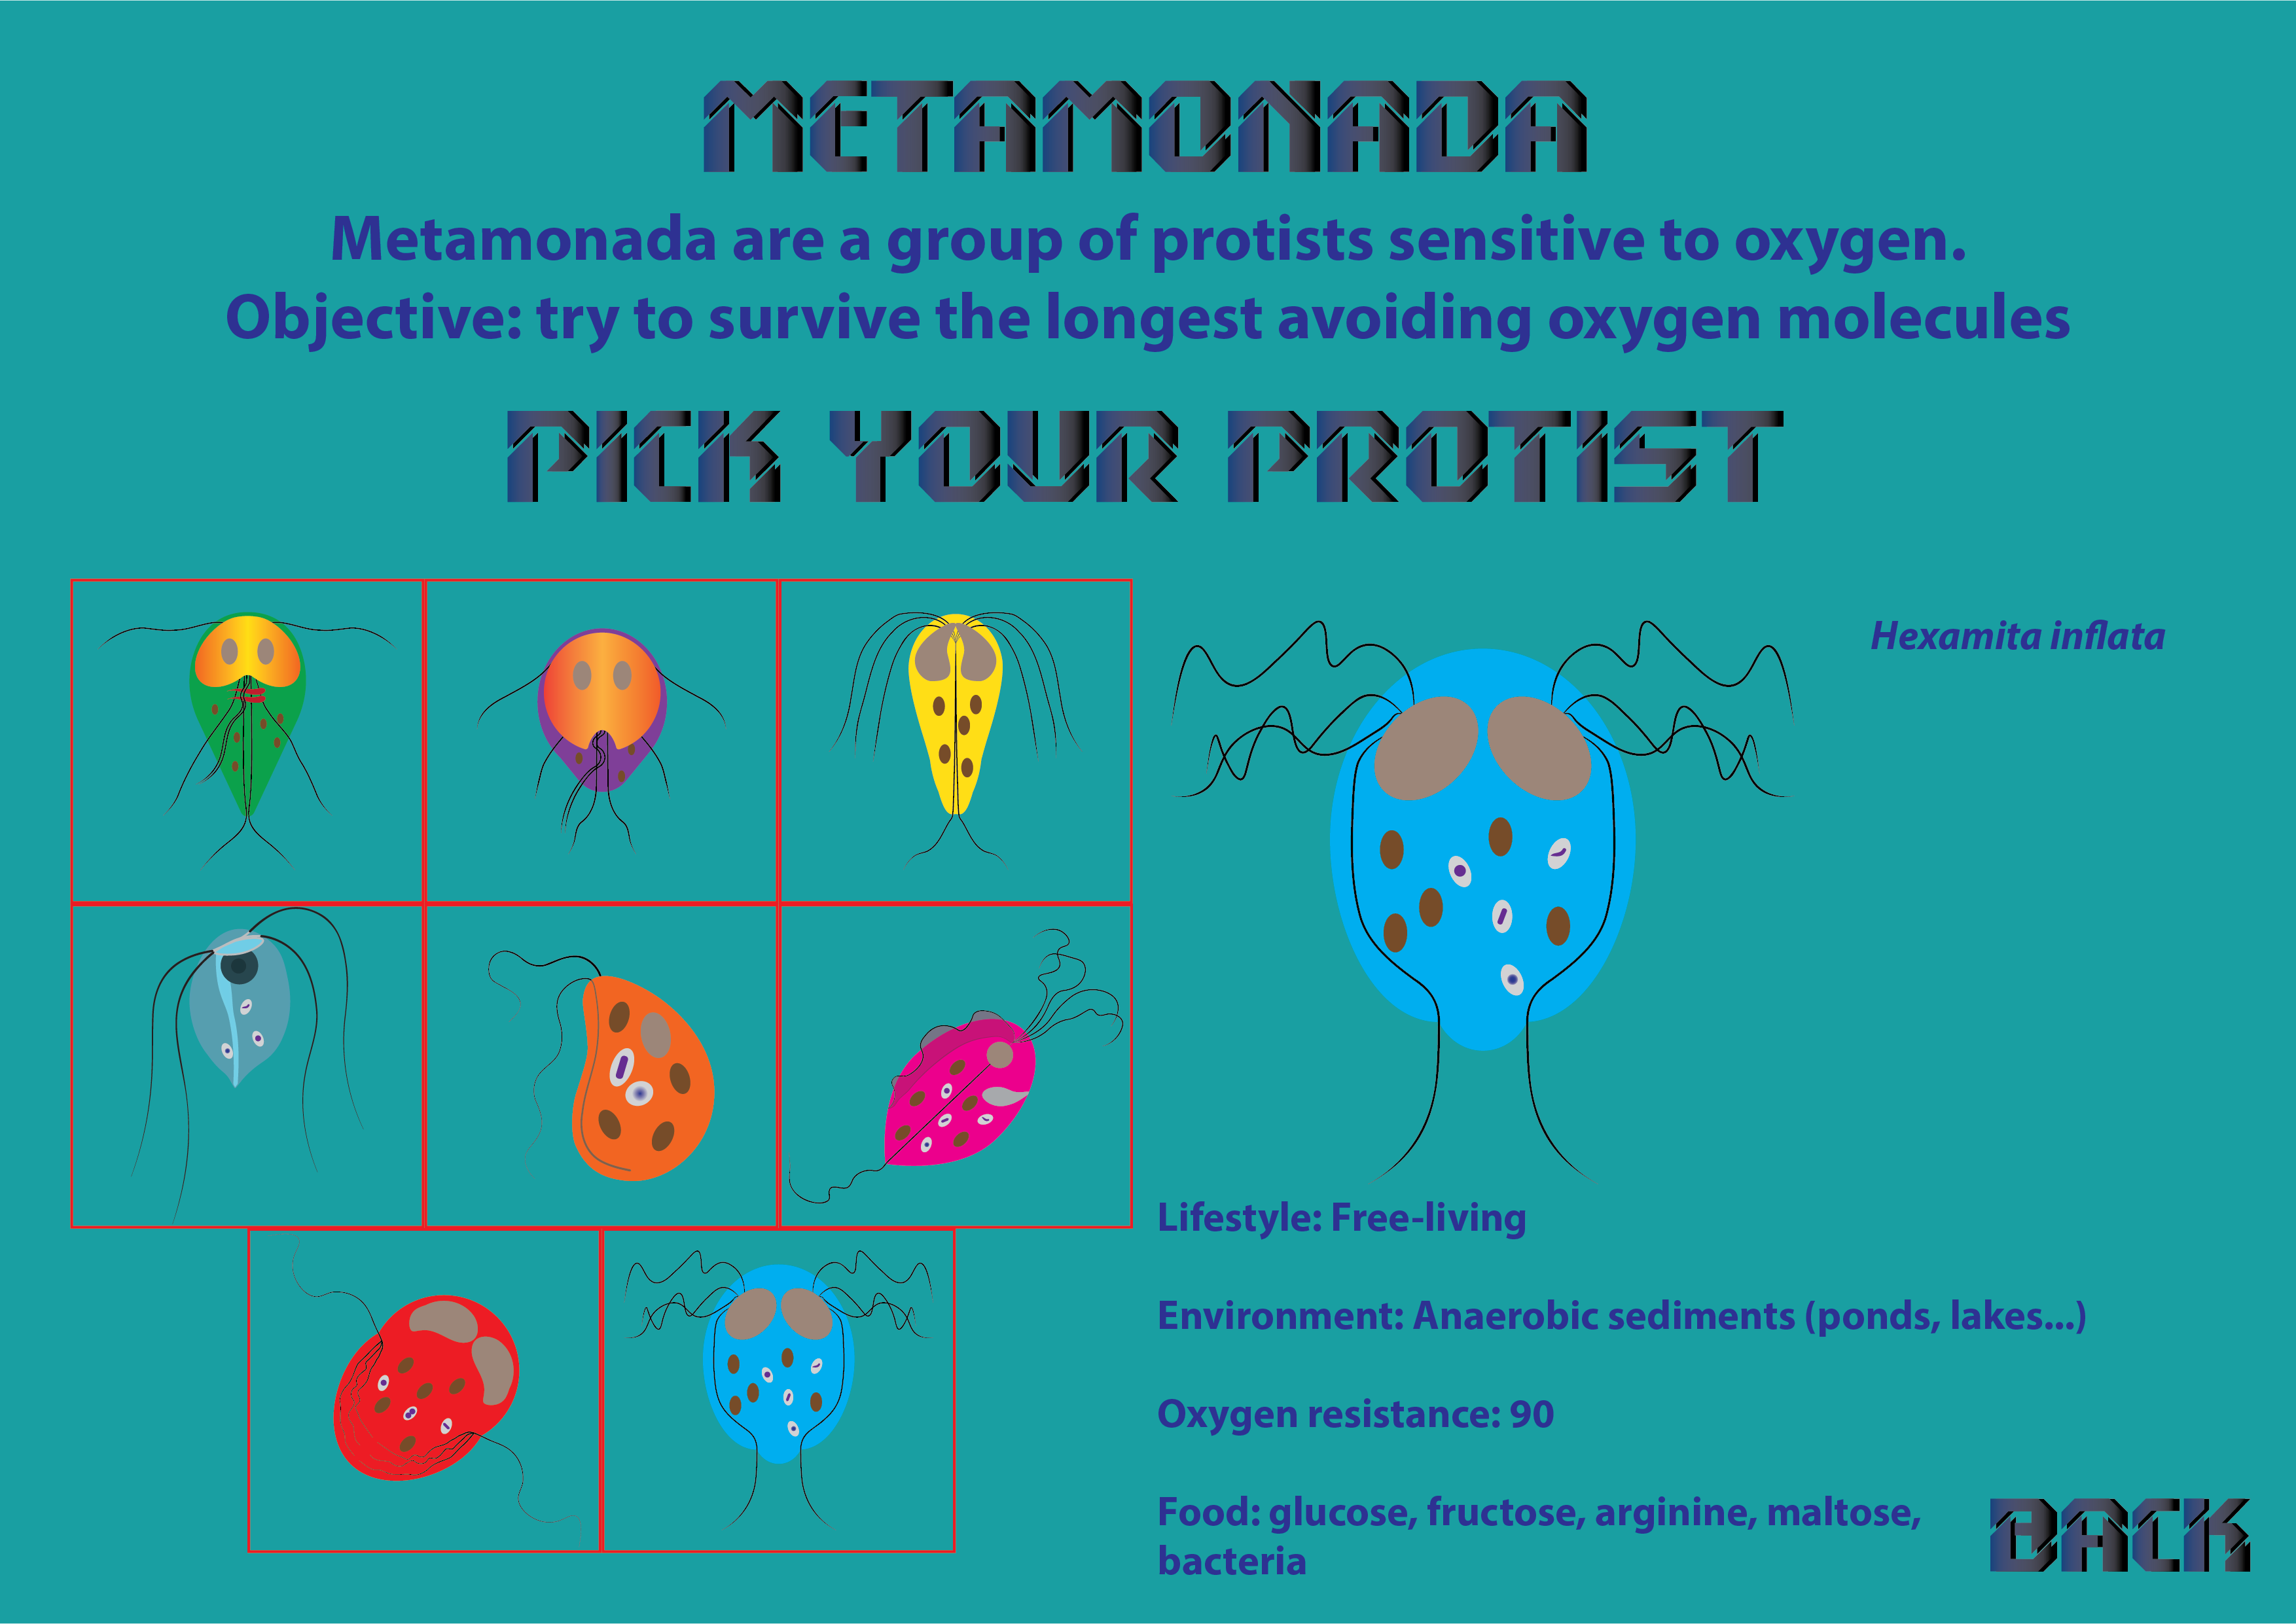 METAMONADA
Metamonada are a group of protists sensitive to oxygen.
Objective: try to survive the longest avoiding oxygen molecules
PICK YOUR PROTIST
Hexamita inflata
Lifestyle: Free-living
Environment: Anaerobic sediments (ponds, lakes...)
Oxygen resistance: 90
Food: glucose, fructose, arginine, maltose,
bacteria
BACK